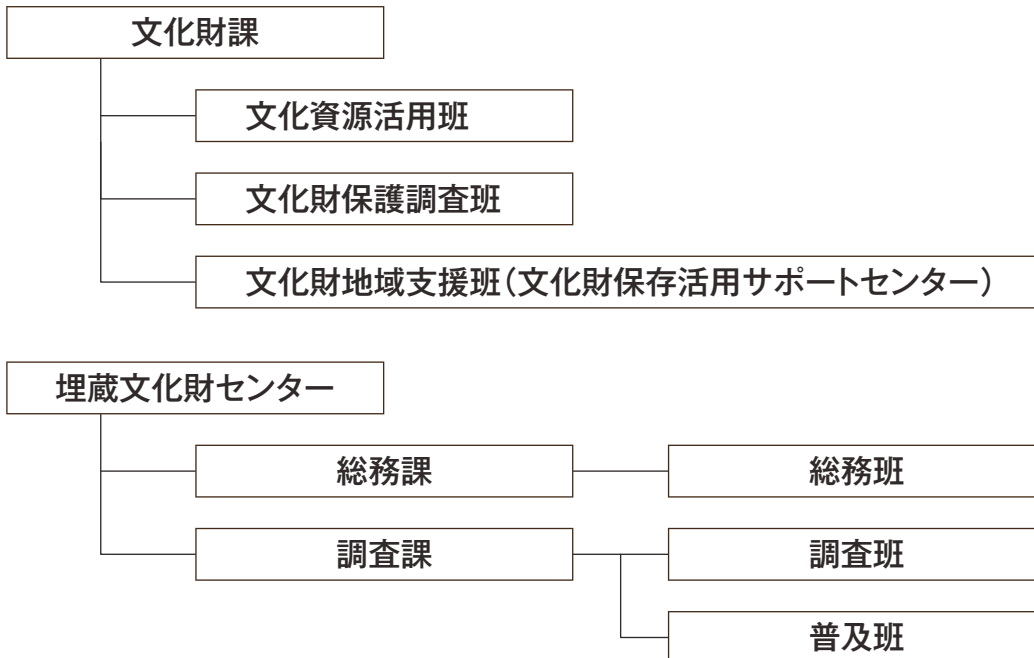 文化財課
文化資源活用班
文化財保護調査班
文化財地域支援班（文化財保存活用サポートセンター）
埋蔵文化財センター
総務課
総務班
調査課
調査班
普及班